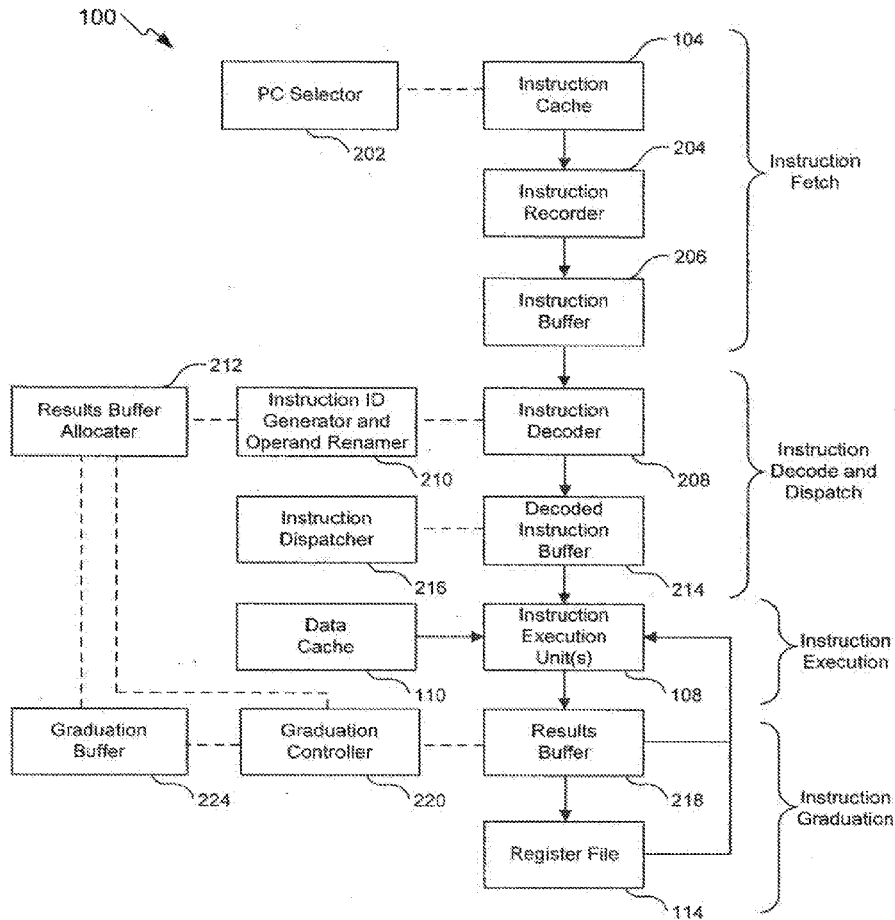 100
104
PC Selector
202
Instruction
Cache
204
Instruction
Recorder
Instruction
Fetch
206
Instruction
Buffer
212
Results Buffer
Allocater
Instruction ID
Generator and
Operand Renamer
210
Instruction
Decoder
208
Instruction
Decode and
Dispatch
Instruction
Dispatcher
216
Decoded
Instruction
Buffer
214
Data
Cache
110
Instruction
Execution
Unit(s)
108
Instruction
Execution
Graduation
Buffer
224
Graduation
Controller
220
Results
Buffer
218
Instruction
Graduation
Register File
114